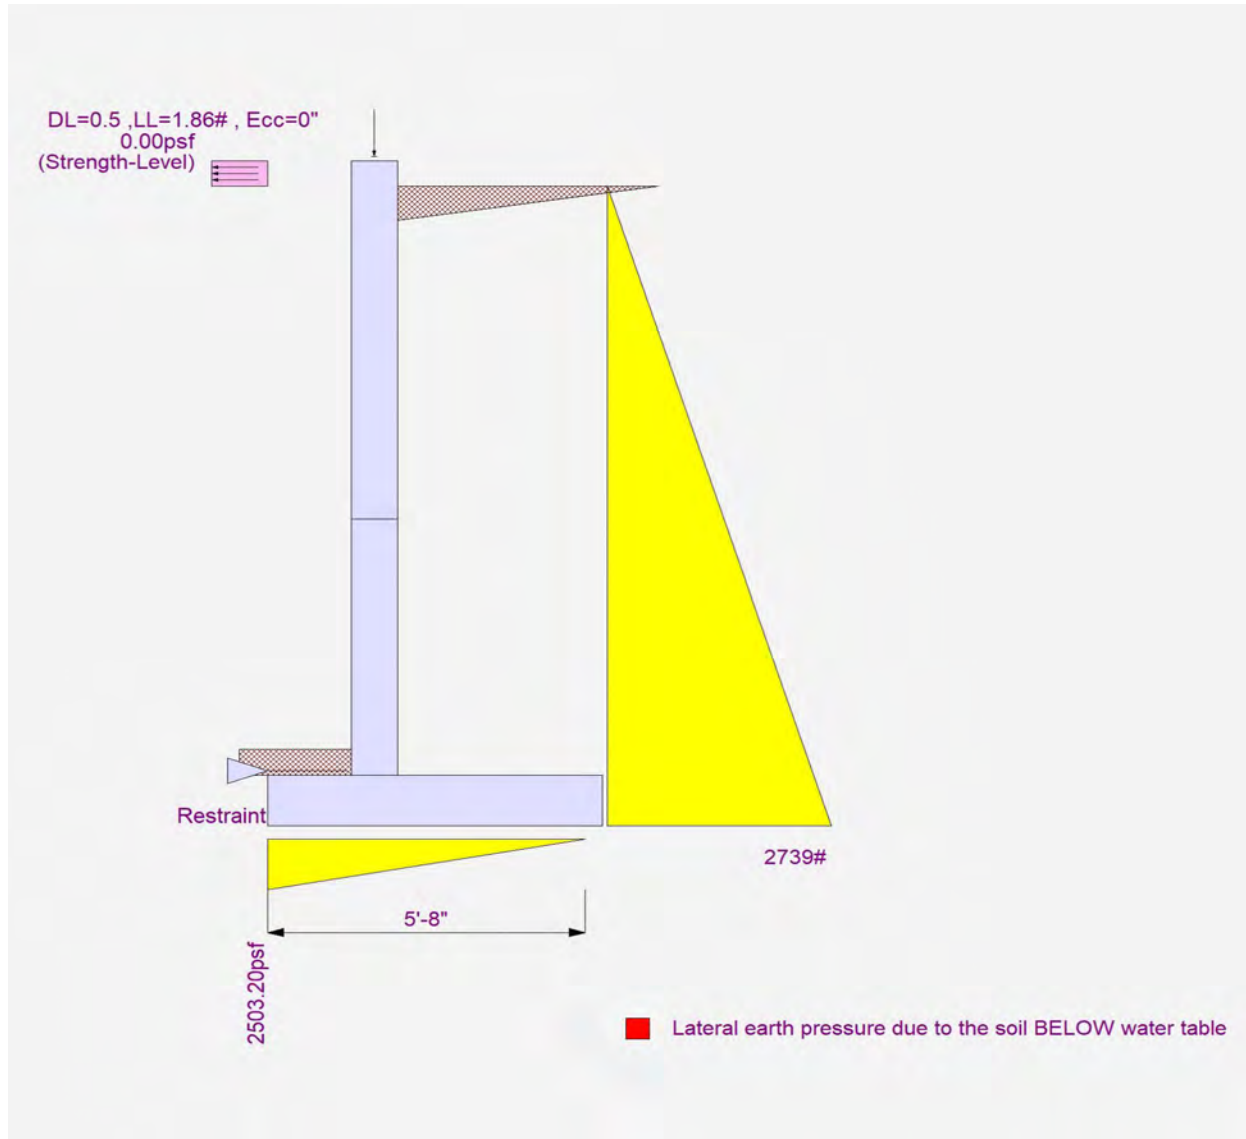 DL=0.5 ,LL=1.86# , Ecc=0"
0.00psf
(Strength-Level)
Restraint
2739#
5'-8"
2503.20psf
Lateral earth pressure due to the soil BELOW water table